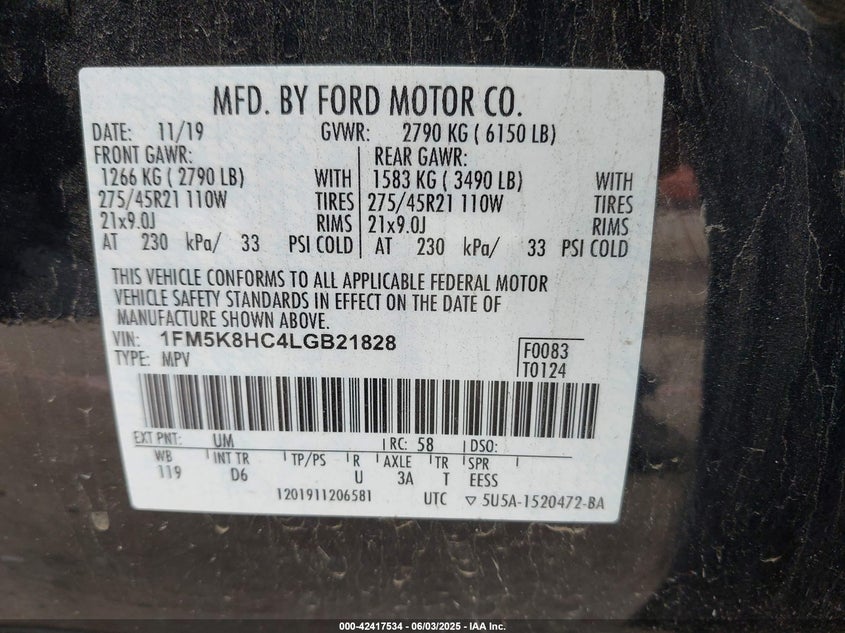 MFD. BY FORD MOTOR CO.
DATE: 11/19 GVWR: 2790 KG ( 6150 LB)
FRONT GAWR: REAR GAWR:
1266 KG ( 2790 LB) WITH 1583 KG ( 3490 LB) WITH
275/45R21 110W TIRES 275/45R21 110W TIRES
21x9.0J RIMS 21x9.0J RIMS
AT 230 kPa/ 33 PSI COLD AT 230 kPa/ 33 PSI COLD
THIS VEHICLE CONFORMS TO ALL APPLICABLE FEDERAL MOTOR
VEHICLE SAFETY STANDARDS IN EFFECT ON THE DATE OF
MANUFACTURE SHOWN ABOVE.
VIN: 1FM5K8HC4LGB21828 F0083
TYPE: MPV T0124
EXT PNT: UM RC: 58 DSO:
WB INT TR TP/PS R AXLE TR SPR
119 D6 U 3A T EESS
1201911206581 UTC ▽ 5U5A-1520472-BA
000-42417534 - 06/03/2025 - IAA Inc.